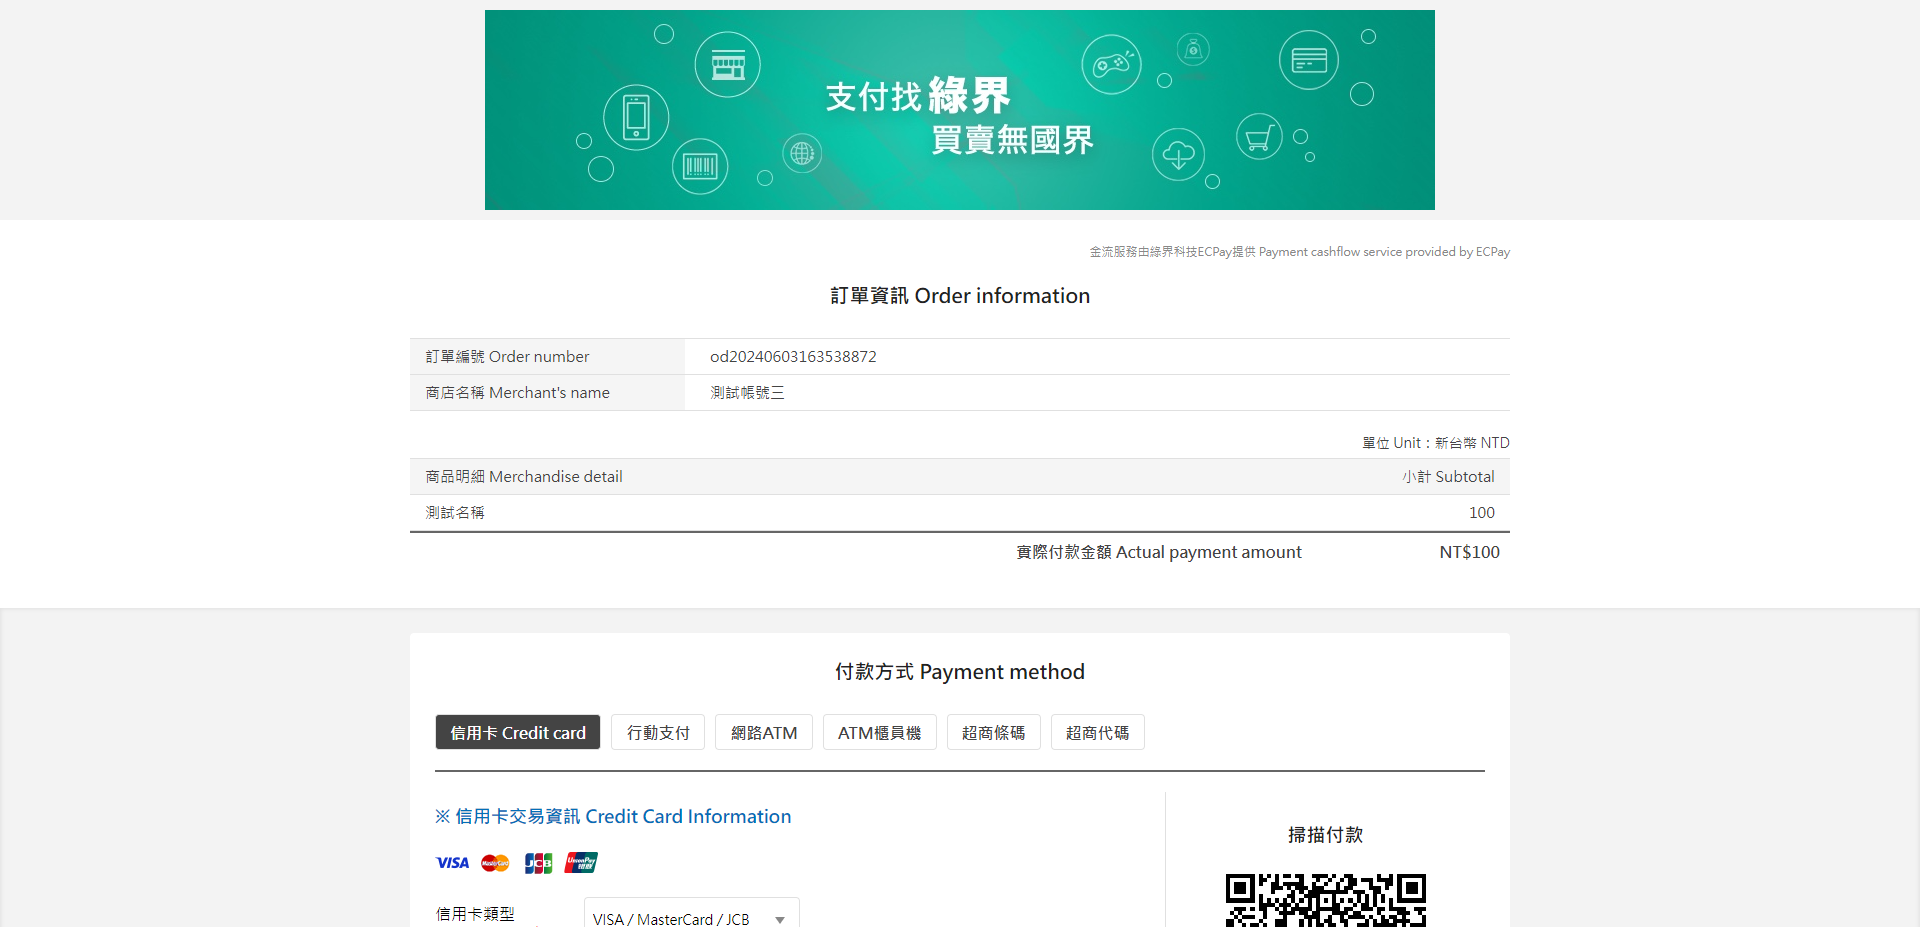 支付找 綠界
買賣無國界
金流服務由綠界科技ECPay提供 Payment cashflow service provided by ECPay
訂單資訊 Order information
訂單編號 Order number od20240603163538872
商店名稱 Merchant's name 測試帳號三
單位 Unit：新台幣 NTD
商品明細 Merchandise detail 小計 Subtotal
測試名稱 100
實際付款金額 Actual payment amount NT$100
付款方式 Payment method
信用卡 Credit card 行動支付 網路ATM ATM櫃員機 超商條碼 超商代碼
※ 信用卡交易資訊 Credit Card Information
掃描付款
VISA MasterCard JCB UnionPay 银联
信用卡類型 VISA / MasterCard / JCB